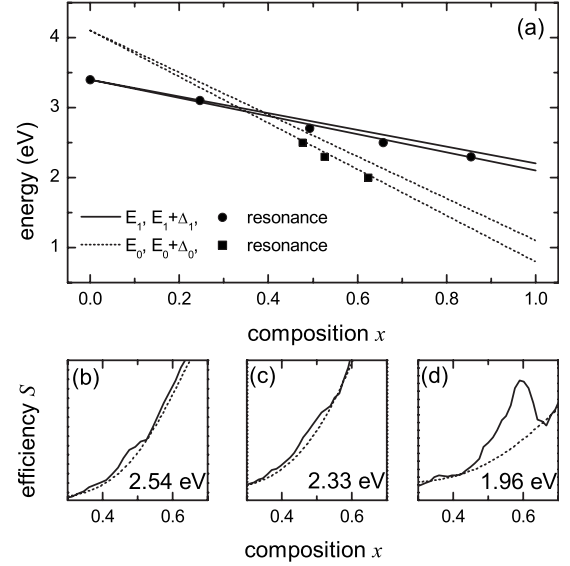 (a)
4
3
2
1
energy (eV)
E₁, E₁+Δ₁, resonance
E₀, E₀+Δ₀, resonance
0.0 0.2 0.4 0.6 0.8 1.0
composition x
(b) (c) (d)
efficiency S
2.54 eV 2.33 eV 1.96 eV
0.4 0.6 0.4 0.6 0.4 0.6
composition x